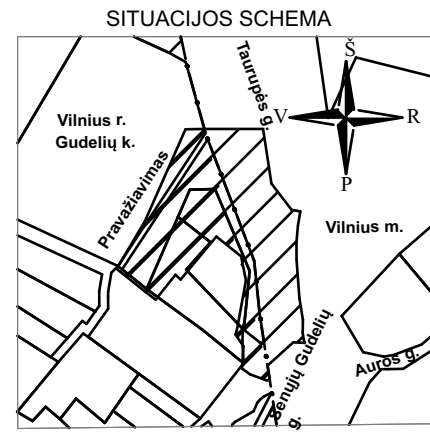 SITUACIJOS SCHEMA
Taurupės g.
Š
V
R
P
Vilnius r.
Gudelių k.
Pravažiavimas
Vilnius m.
Senųjų Gudelių
g.
Auros g.